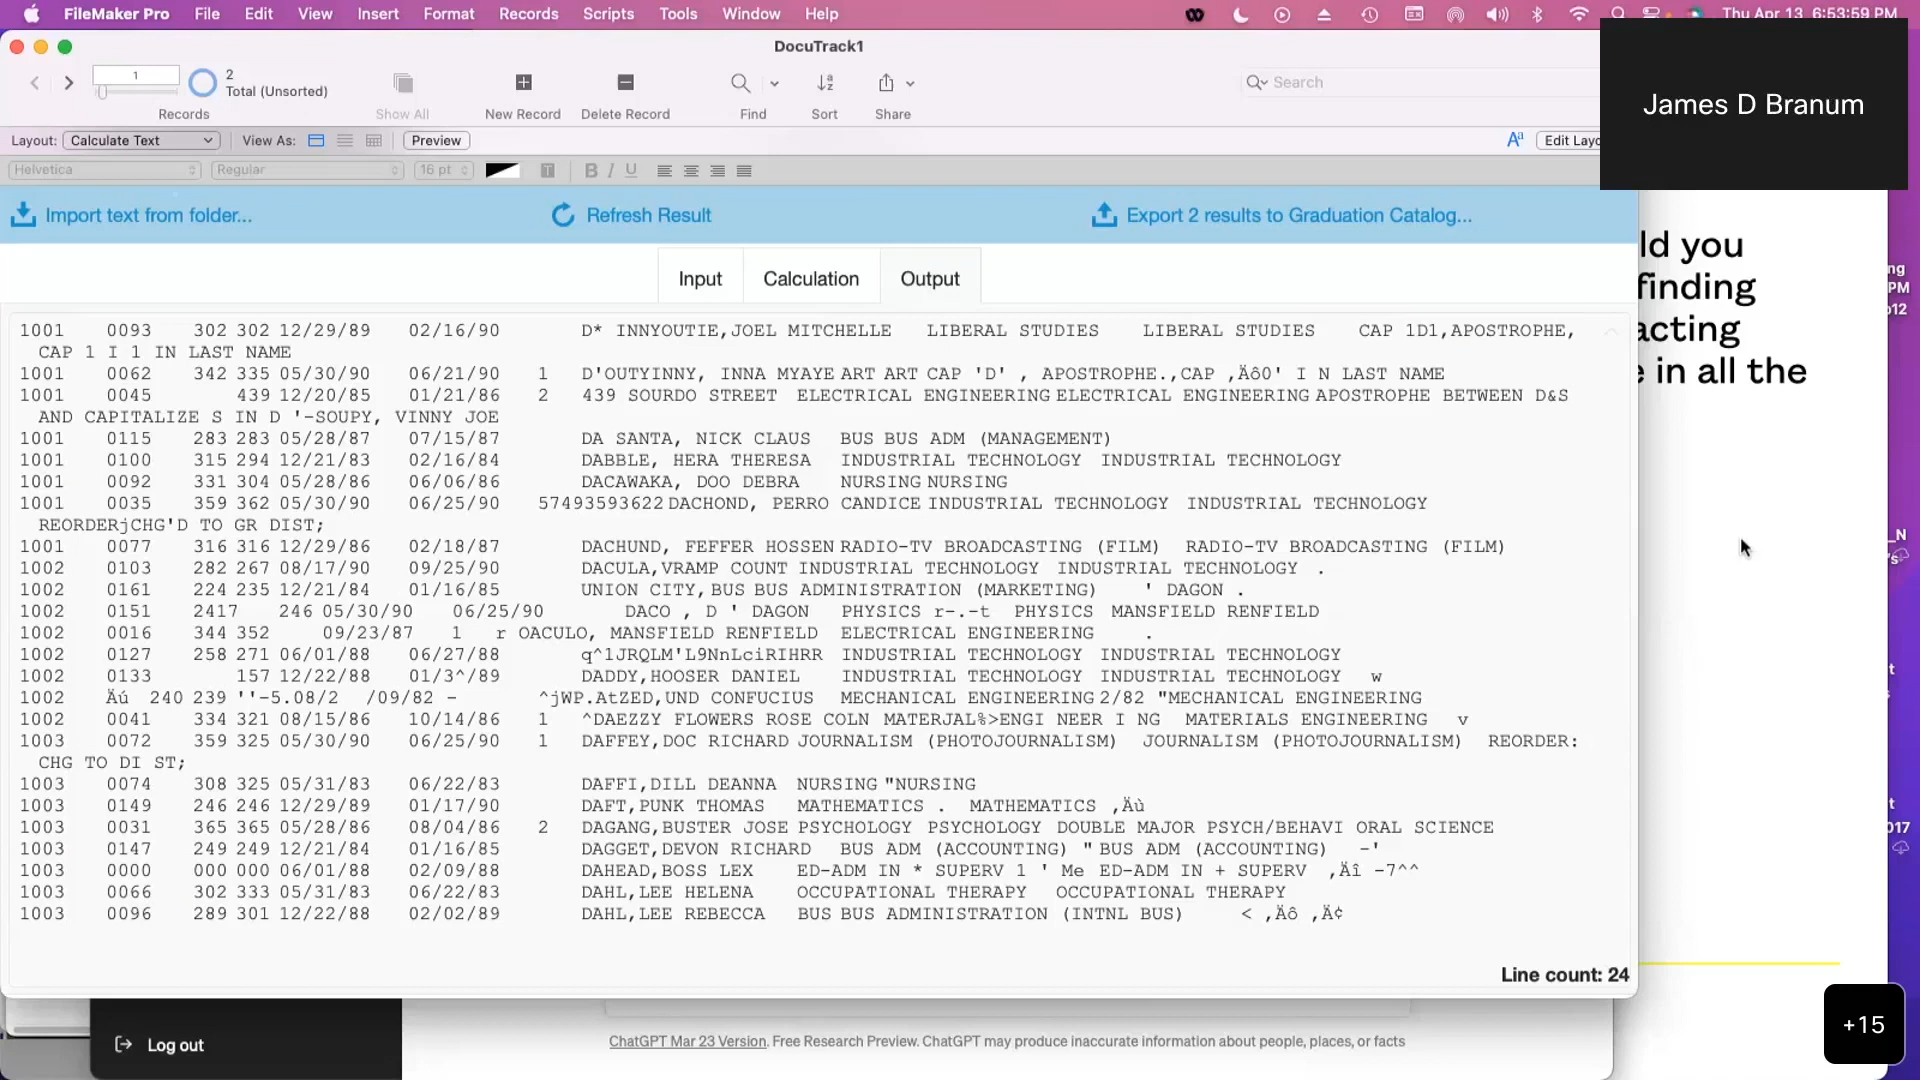 FileMaker Pro File Edit View Insert Format Records Scripts Tools Window Help Thu Apr 13 6:53:59 PM
DocuTrack1
James D Branum
1
2
Total (Unsorted)
Search
Records Show All New Record Delete Record Find Sort Share
Layout: Calculate Text View As: Preview Aa Edit Layo
Helvetica Regular 16 pt B I U
Import text from folder... Refresh Result Export 2 results to Graduation Catalog...
ld you
finding
acting
e in all the
Input Calculation Output
1001 0093 302 302 12/29/89 02/16/90 D* INNYOUTIE,JOEL MITCHELLE LIBERAL STUDIES LIBERAL STUDIES CAP 1D1,APOSTROPHE,
CAP 1 I 1 IN LAST NAME
1001 0062 342 335 05/30/90 06/21/90 1 D'OUTYINNY, INNA MYAYE ART ART CAP 'D' , APOSTROPHE.,CAP ‚Äô0' I N LAST NAME
1001 0045 439 12/20/85 01/21/86 2 439 SOURDO STREET ELECTRICAL ENGINEERING ELECTRICAL ENGINEERING APOSTROPHE BETWEEN D&S
AND CAPITALIZE S IN D '-SOUPY, VINNY JOE
1001 0115 283 283 05/28/87 07/15/87 DA SANTA, NICK CLAUS BUS BUS ADM (MANAGEMENT)
1001 0100 315 294 12/21/83 02/16/84 DABBLE, HERA THERESA INDUSTRIAL TECHNOLOGY INDUSTRIAL TECHNOLOGY
1001 0092 331 304 05/28/86 06/06/86 DACAWAKA, DOO DEBRA NURSING NURSING
1001 0035 359 362 05/30/90 06/25/90 57493593622 DACHOND, PERRO CANDICE INDUSTRIAL TECHNOLOGY INDUSTRIAL TECHNOLOGY
REORDERjCHG'D TO GR DIST;
1001 0077 316 316 12/29/86 02/18/87 DACHUND, FEFFER HOSSEN RADIO-TV BROADCASTING (FILM) RADIO-TV BROADCASTING (FILM)
1002 0103 282 267 08/17/90 09/25/90 DACULA,VRAMP COUNT INDUSTRIAL TECHNOLOGY INDUSTRIAL TECHNOLOGY .
1002 0161 224 235 12/21/84 01/16/85 UNION CITY, BUS BUS ADMINISTRATION (MARKETING) ' DAGON .
1002 0151 2417 246 05/30/90 06/25/90 DACO , D ' DAGON PHYSICS r-.-t PHYSICS MANSFIELD RENFIELD
1002 0016 344 352 09/23/87 1 r OACULO, MANSFIELD RENFIELD ELECTRICAL ENGINEERING .
1002 0127 258 271 06/01/88 06/27/88 q^1JRQLM'L9NnLciRIHRR INDUSTRIAL TECHNOLOGY INDUSTRIAL TECHNOLOGY
1002 0133 157 12/22/88 01/3^/89 DADDY,HOOSER DANIEL INDUSTRIAL TECHNOLOGY INDUSTRIAL TECHNOLOGY w
1002 Äú 240 239 ''-5.08/2 /09/82 - ^jWP.AtZED,UND CONFUCIUS MECHANICAL ENGINEERING 2/82 "MECHANICAL ENGINEERING
1002 0041 334 321 08/15/86 10/14/86 1 ^DAEZZY FLOWERS ROSE COLN MATERJAL%>ENGI NEER I NG MATERIALS ENGINEERING v
1003 0072 359 325 05/30/90 06/25/90 1 DAFFEY,DOC RICHARD JOURNALISM (PHOTOJOURNALISM) JOURNALISM (PHOTOJOURNALISM) REORDER:
CHG TO DI ST;
1003 0074 308 325 05/31/83 06/22/83 DAFFI,DILL DEANNA NURSING "NURSING
1003 0149 246 246 12/29/89 01/17/90 DAFT,PUNK THOMAS MATHEMATICS . MATHEMATICS ‚Äù
1003 0031 365 365 05/28/86 08/04/86 2 DAGANG,BUSTER JOSE PSYCHOLOGY PSYCHOLOGY DOUBLE MAJOR PSYCH/BEHAVI ORAL SCIENCE
1003 0147 249 249 12/21/84 01/16/85 DAGGET,DEVON RICHARD BUS ADM (ACCOUNTING) " BUS ADM (ACCOUNTING) -'
1003 0000 000 000 06/01/88 02/09/88 DAHEAD,BOSS LEX ED-ADM IN * SUPERV 1 ' Me ED-ADM IN + SUPERV ‚Äî -7^^
1003 0066 302 333 05/31/83 06/22/83 DAHL,LEE HELENA OCCUPATIONAL THERAPY OCCUPATIONAL THERAPY
1003 0096 289 301 12/22/88 02/02/89 DAHL,LEE REBECCA BUS BUS ADMINISTRATION (INTNL BUS) < ‚Äô ‚Ä¢
Line count: 24
ng
PM
12
_N
's
t
t
017
+15
Log out
ChatGPT Mar 23 Version. Free Research Preview. ChatGPT may produce inaccurate information about people, places, or facts